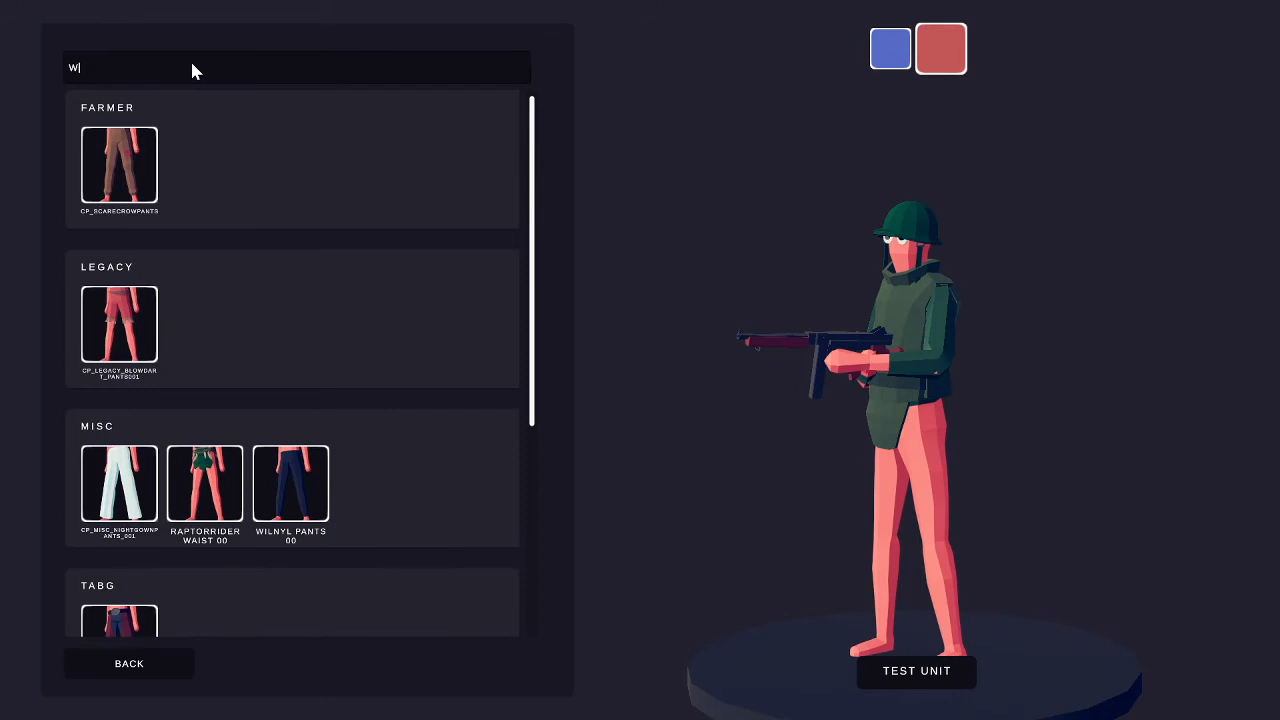 W
FARMER
CP_SCARECROWPANTS
LEGACY
CP_LEGACY_BLOWDAR
T_PANTS001
MISC
CP_MISC_NIGHTGOWNP
ANTS_001
RAPTORRIDER
WAIST 00
WILNYL PANTS
00
TABG
BACK
TEST UNIT